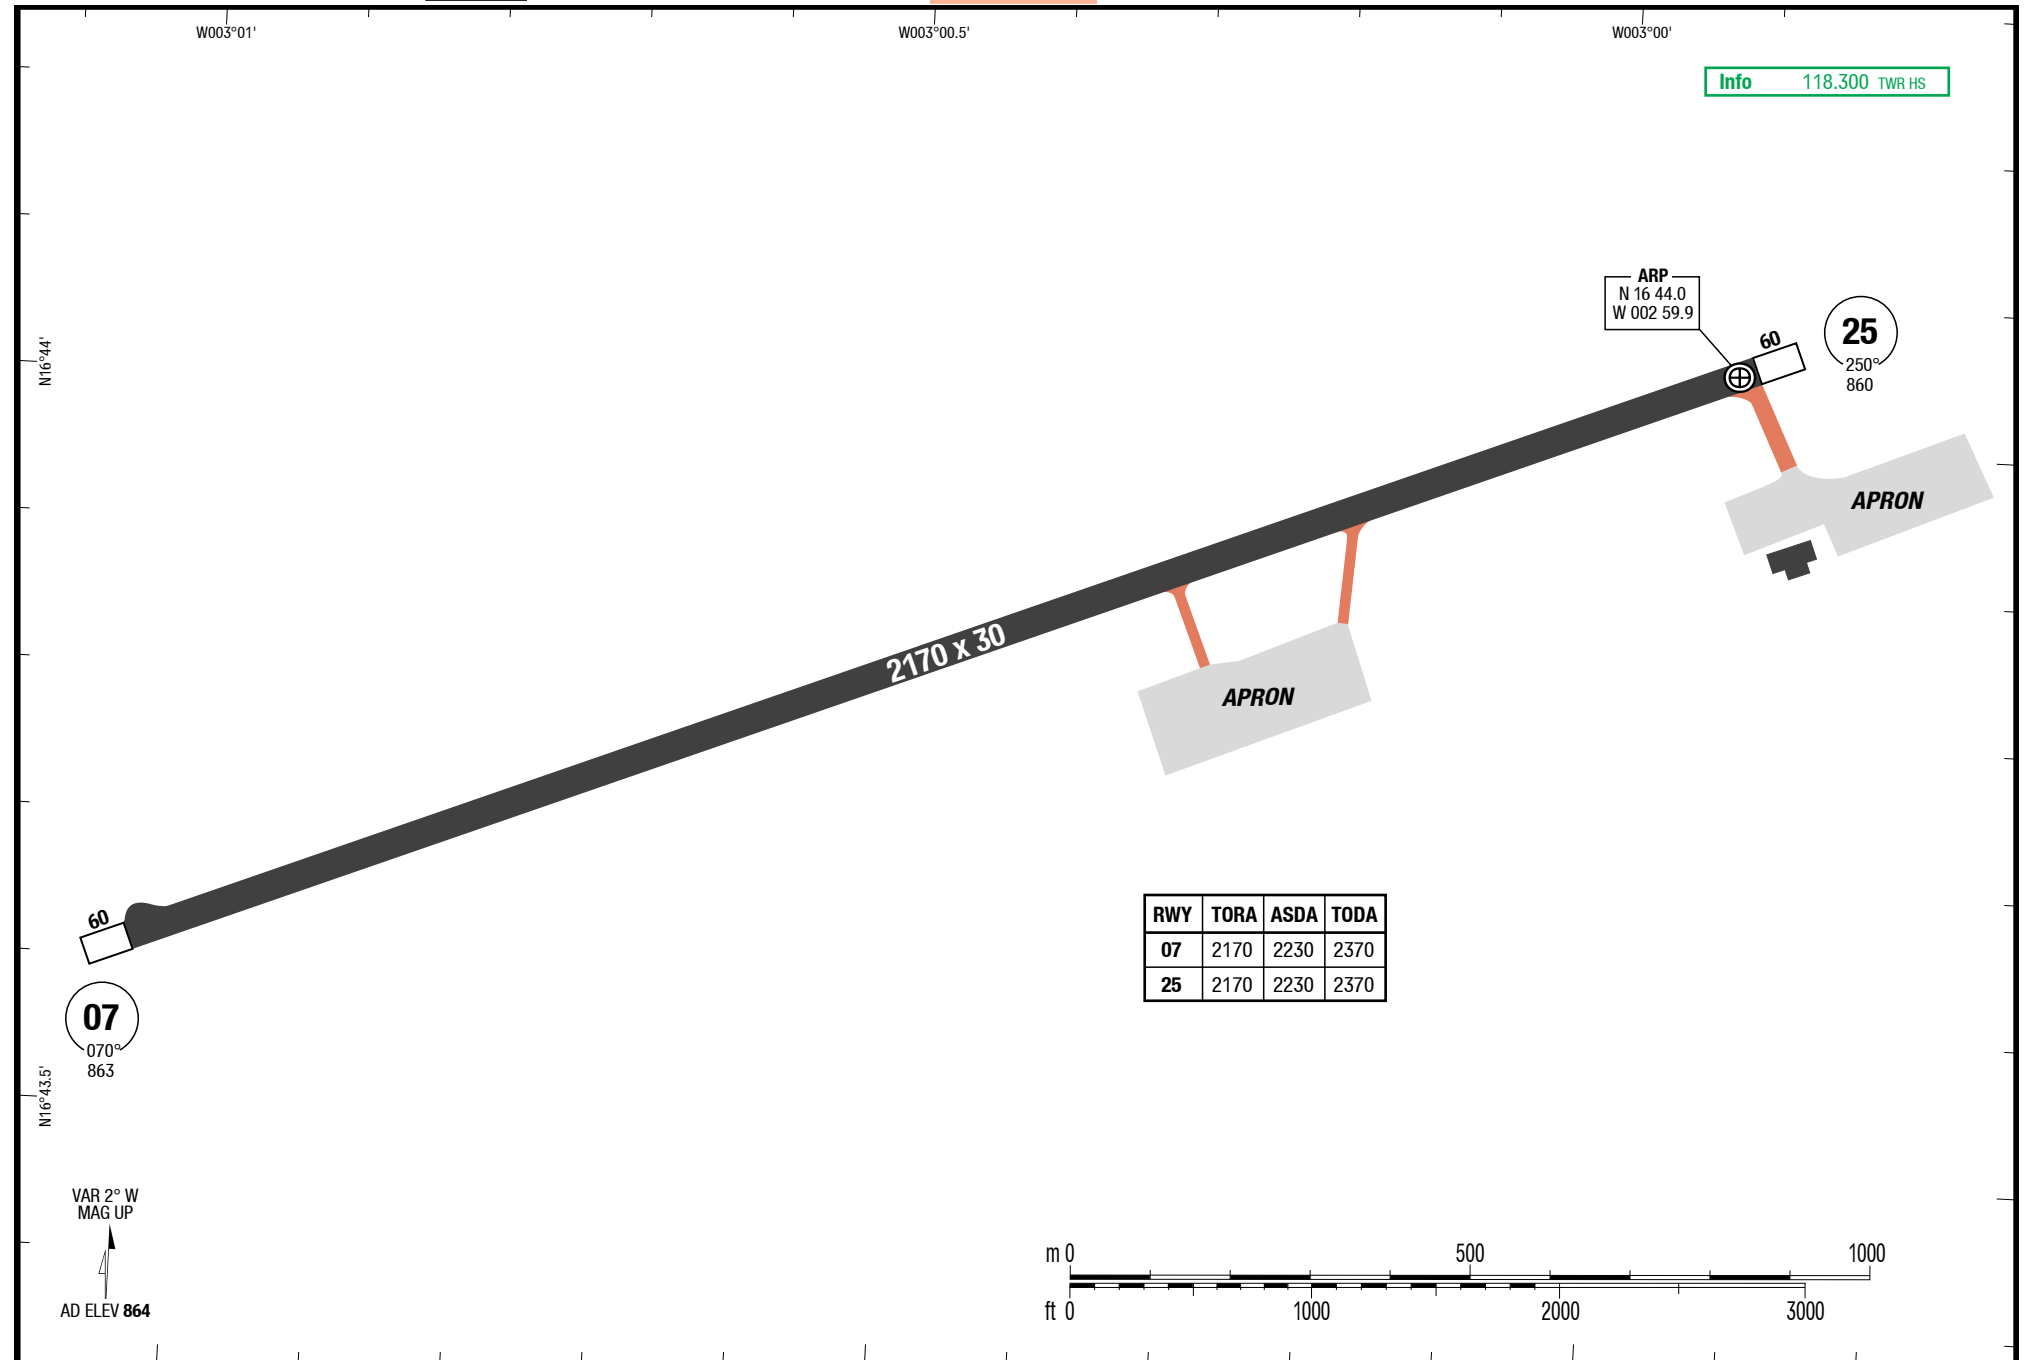 W003°01'
W003°00.5'
W003°00'
Info 118.300 TWR HS
ARP
N 16 44.0
W 002 59.9
60
25
250°
860
N16°44'
APRON
2170 x 30
APRON
60
07
070°
863
RWY TORA ASDA TODA
07 2170 2230 2370
25 2170 2230 2370
N16°43.5'
VAR 2° W
MAG UP
AD ELEV 864
m 0 500 1000
ft 0 1000 2000 3000